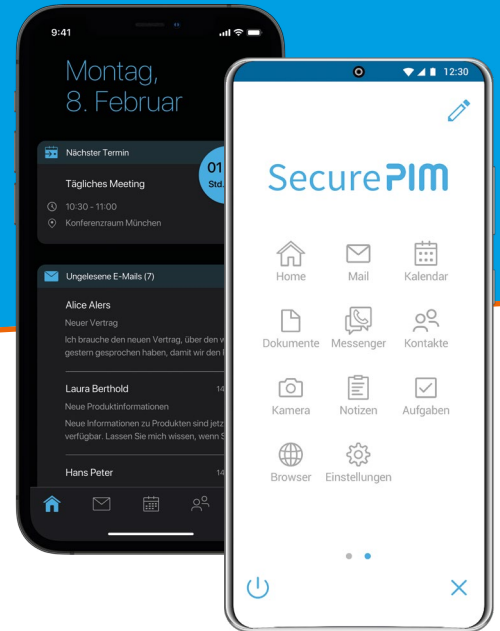 9:41
Montag,
8. Februar
Nächster Termin
01
Std.
Tägliches Meeting
10:30 - 11:00
Konferenzraum München
Ungelesene E-Mails (7)
Alice Alers
Neuer Vertrag
Ich brauche den neuen Vertrag, über den
gestern gesprochen haben, damit wir den
Laura Berthold
Neue Produktinformationen
Neue Informationen zu Produkten sind
verfügbar. Lassen Sie mich wissen, wenn
Hans Peter
12:30
SecurePIM
Home Mail Kalendar
Dokumente Messenger Kontakte
Kamera Notizen Aufgaben
Browser Einstellungen